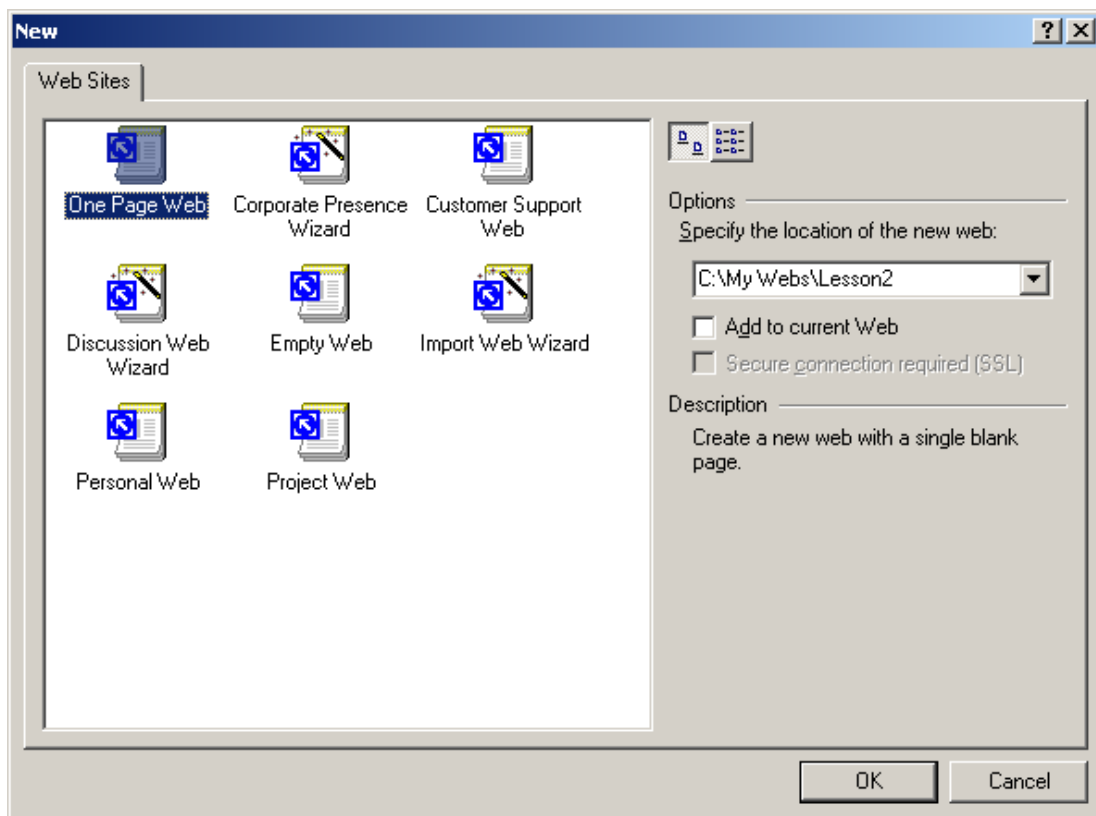 New
Web Sites
One Page Web
Corporate Presence
Wizard
Customer Support
Web
Discussion Web
Wizard
Empty Web
Import Web Wizard
Personal Web
Project Web
Options
Specify the location of the new web:
C:\My Webs\Lesson2
Add to current Web
Secure connection required (SSL)
Description
Create a new web with a single blank
page.
OK
Cancel